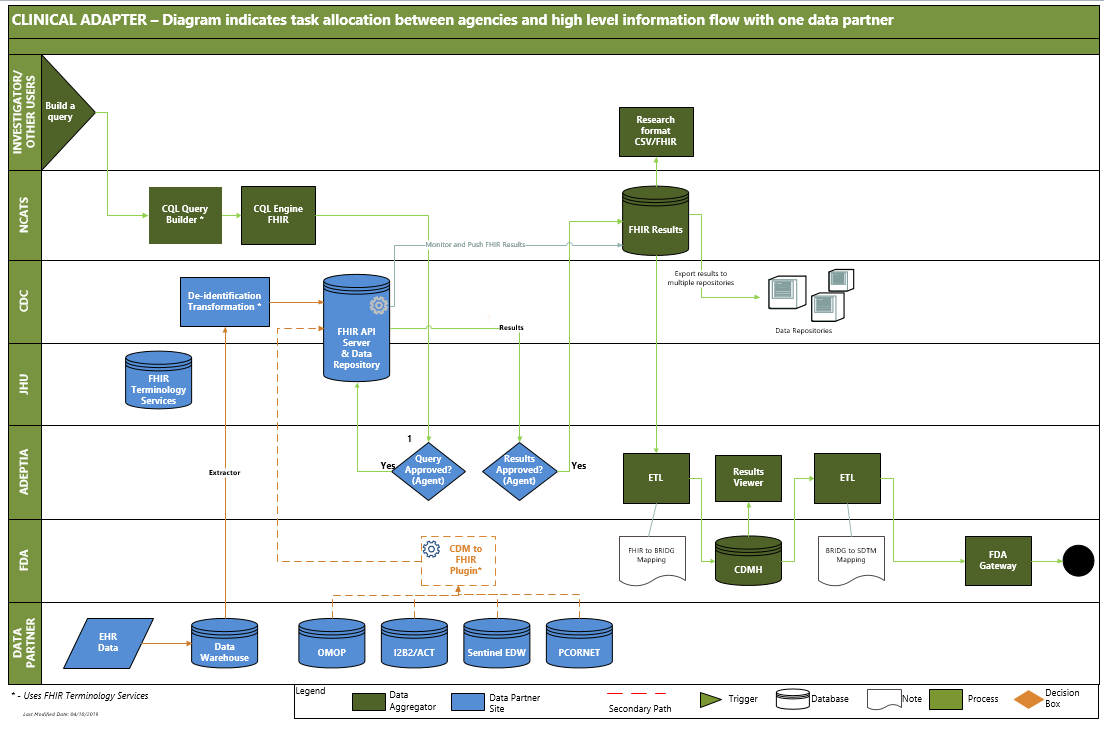 CLINICAL ADAPTER – Diagram indicates task allocation between agencies and high level information flow with one data partner
INVESTIGATOR/
OTHER USERS
Build a
query
Research
format
CSV/FHIR
NCATS
CQL Query
Builder *
CQL Engine
FHIR
FHIR Results
Monitor and Push FHIR Results
CDC
De-identification
Transformation *
FHIR API
Server
& Data
Repository
Results
Export results to
multiple repositories
Data Repositories
JHU
FHIR
Terminology
Services
ADEPTIA
Extractor
1
Yes
Query
Approved?
(Agent)
Results
Approved?
(Agent)
Yes
ETL
Results
Viewer
ETL
FDA
CDM to
FHIR
Plugin*
FHIR to BRIDG
Mapping
CDMH
BRIDG to SDTM
Mapping
FDA
Gateway
DATA
PARTNER
EHR
Data
Data
Warehouse
OMOP
I2B2/ACT
Sentinel EDW
PCORNET
* - Uses FHIR Terminology Services
Last Modified Date: 04/10/2019
Legend
Data
Aggregator
Data Partner
Site
Secondary Path
Trigger
Database
Note
Process
Decision
Box